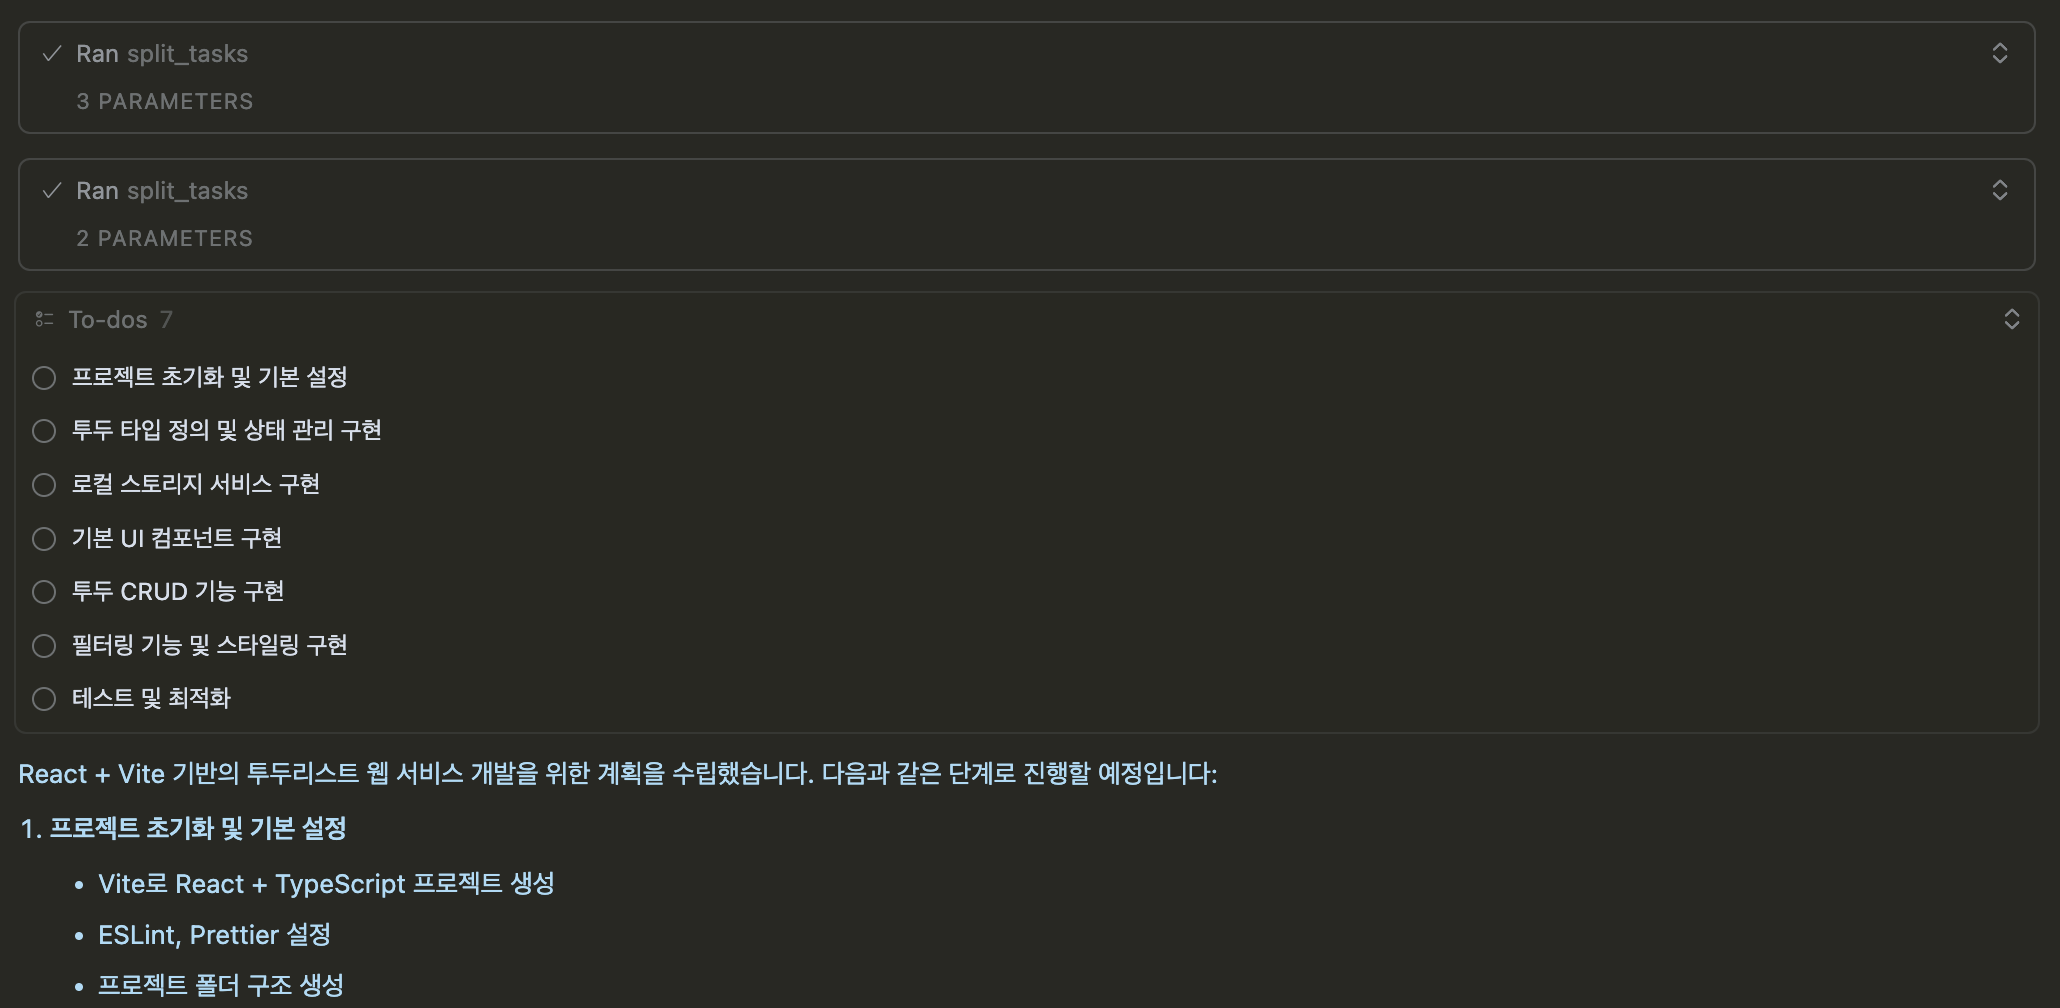 Ran split_tasks
3 PARAMETERS
Ran split_tasks
2 PARAMETERS
To-dos 7
프로젝트 초기화 및 기본 설정
투두 타입 정의 및 상태 관리 구현
로컬 스토리지 서비스 구현
기본 UI 컴포넌트 구현
투두 CRUD 기능 구현
필터링 기능 및 스타일링 구현
테스트 및 최적화
React + Vite 기반의 투두리스트 웹 서비스 개발을 위한 계획을 수립했습니다. 다음과 같은 단계로 진행할 예정입니다:
1. 프로젝트 초기화 및 기본 설정
• Vite로 React + TypeScript 프로젝트 생성
• ESLint, Prettier 설정
• 프로젝트 폴더 구조 생성